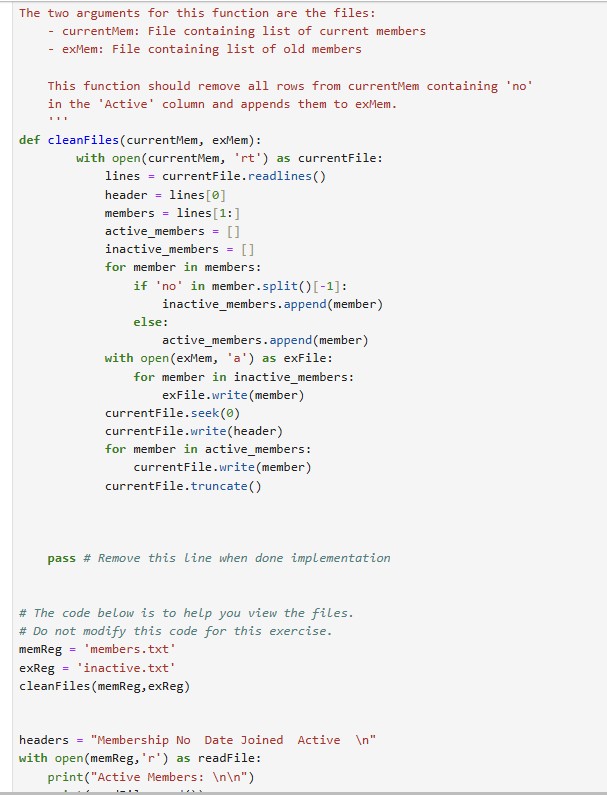 The two arguments for this function are the files:
    - currentMem: File containing list of current members
    - exMem: File containing list of old members

    This function should remove all rows from currentMem containing 'no'
    in the 'Active' column and appends them to exMem.
    '''
def cleanFiles(currentMem, exMem):
        with open(currentMem, 'rt') as currentFile:
            lines = currentFile.readlines()
            header = lines[0]
            members = lines[1:]
            active_members = []
            inactive_members = []
            for member in members:
                if 'no' in member.split()[-1]:
                    inactive_members.append(member)
                else:
                    active_members.append(member)
            with open(exMem, 'a') as exFile:
                for member in inactive_members:
                    exFile.write(member)
            currentFile.seek(0)
            currentFile.write(header)
            for member in active_members:
                currentFile.write(member)
            currentFile.truncate()

    pass # Remove this line when done implementation

# The code below is to help you view the files.
# Do not modify this code for this exercise.
memReg = 'members.txt'
exReg = 'inactive.txt'
cleanFiles(memReg,exReg)

headers = "Membership No  Date Joined  Active  \n"
with open(memReg,'r') as readFile:
    print("Active Members: \n\n")